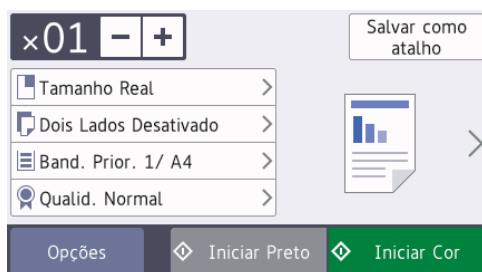 ×01 - +
Salvar como
atalho
Tamanho Real
Dois Lados Desativado
Band. Prior. 1/ A4
Qualid. Normal
Opções
Iniciar Preto
Iniciar Cor